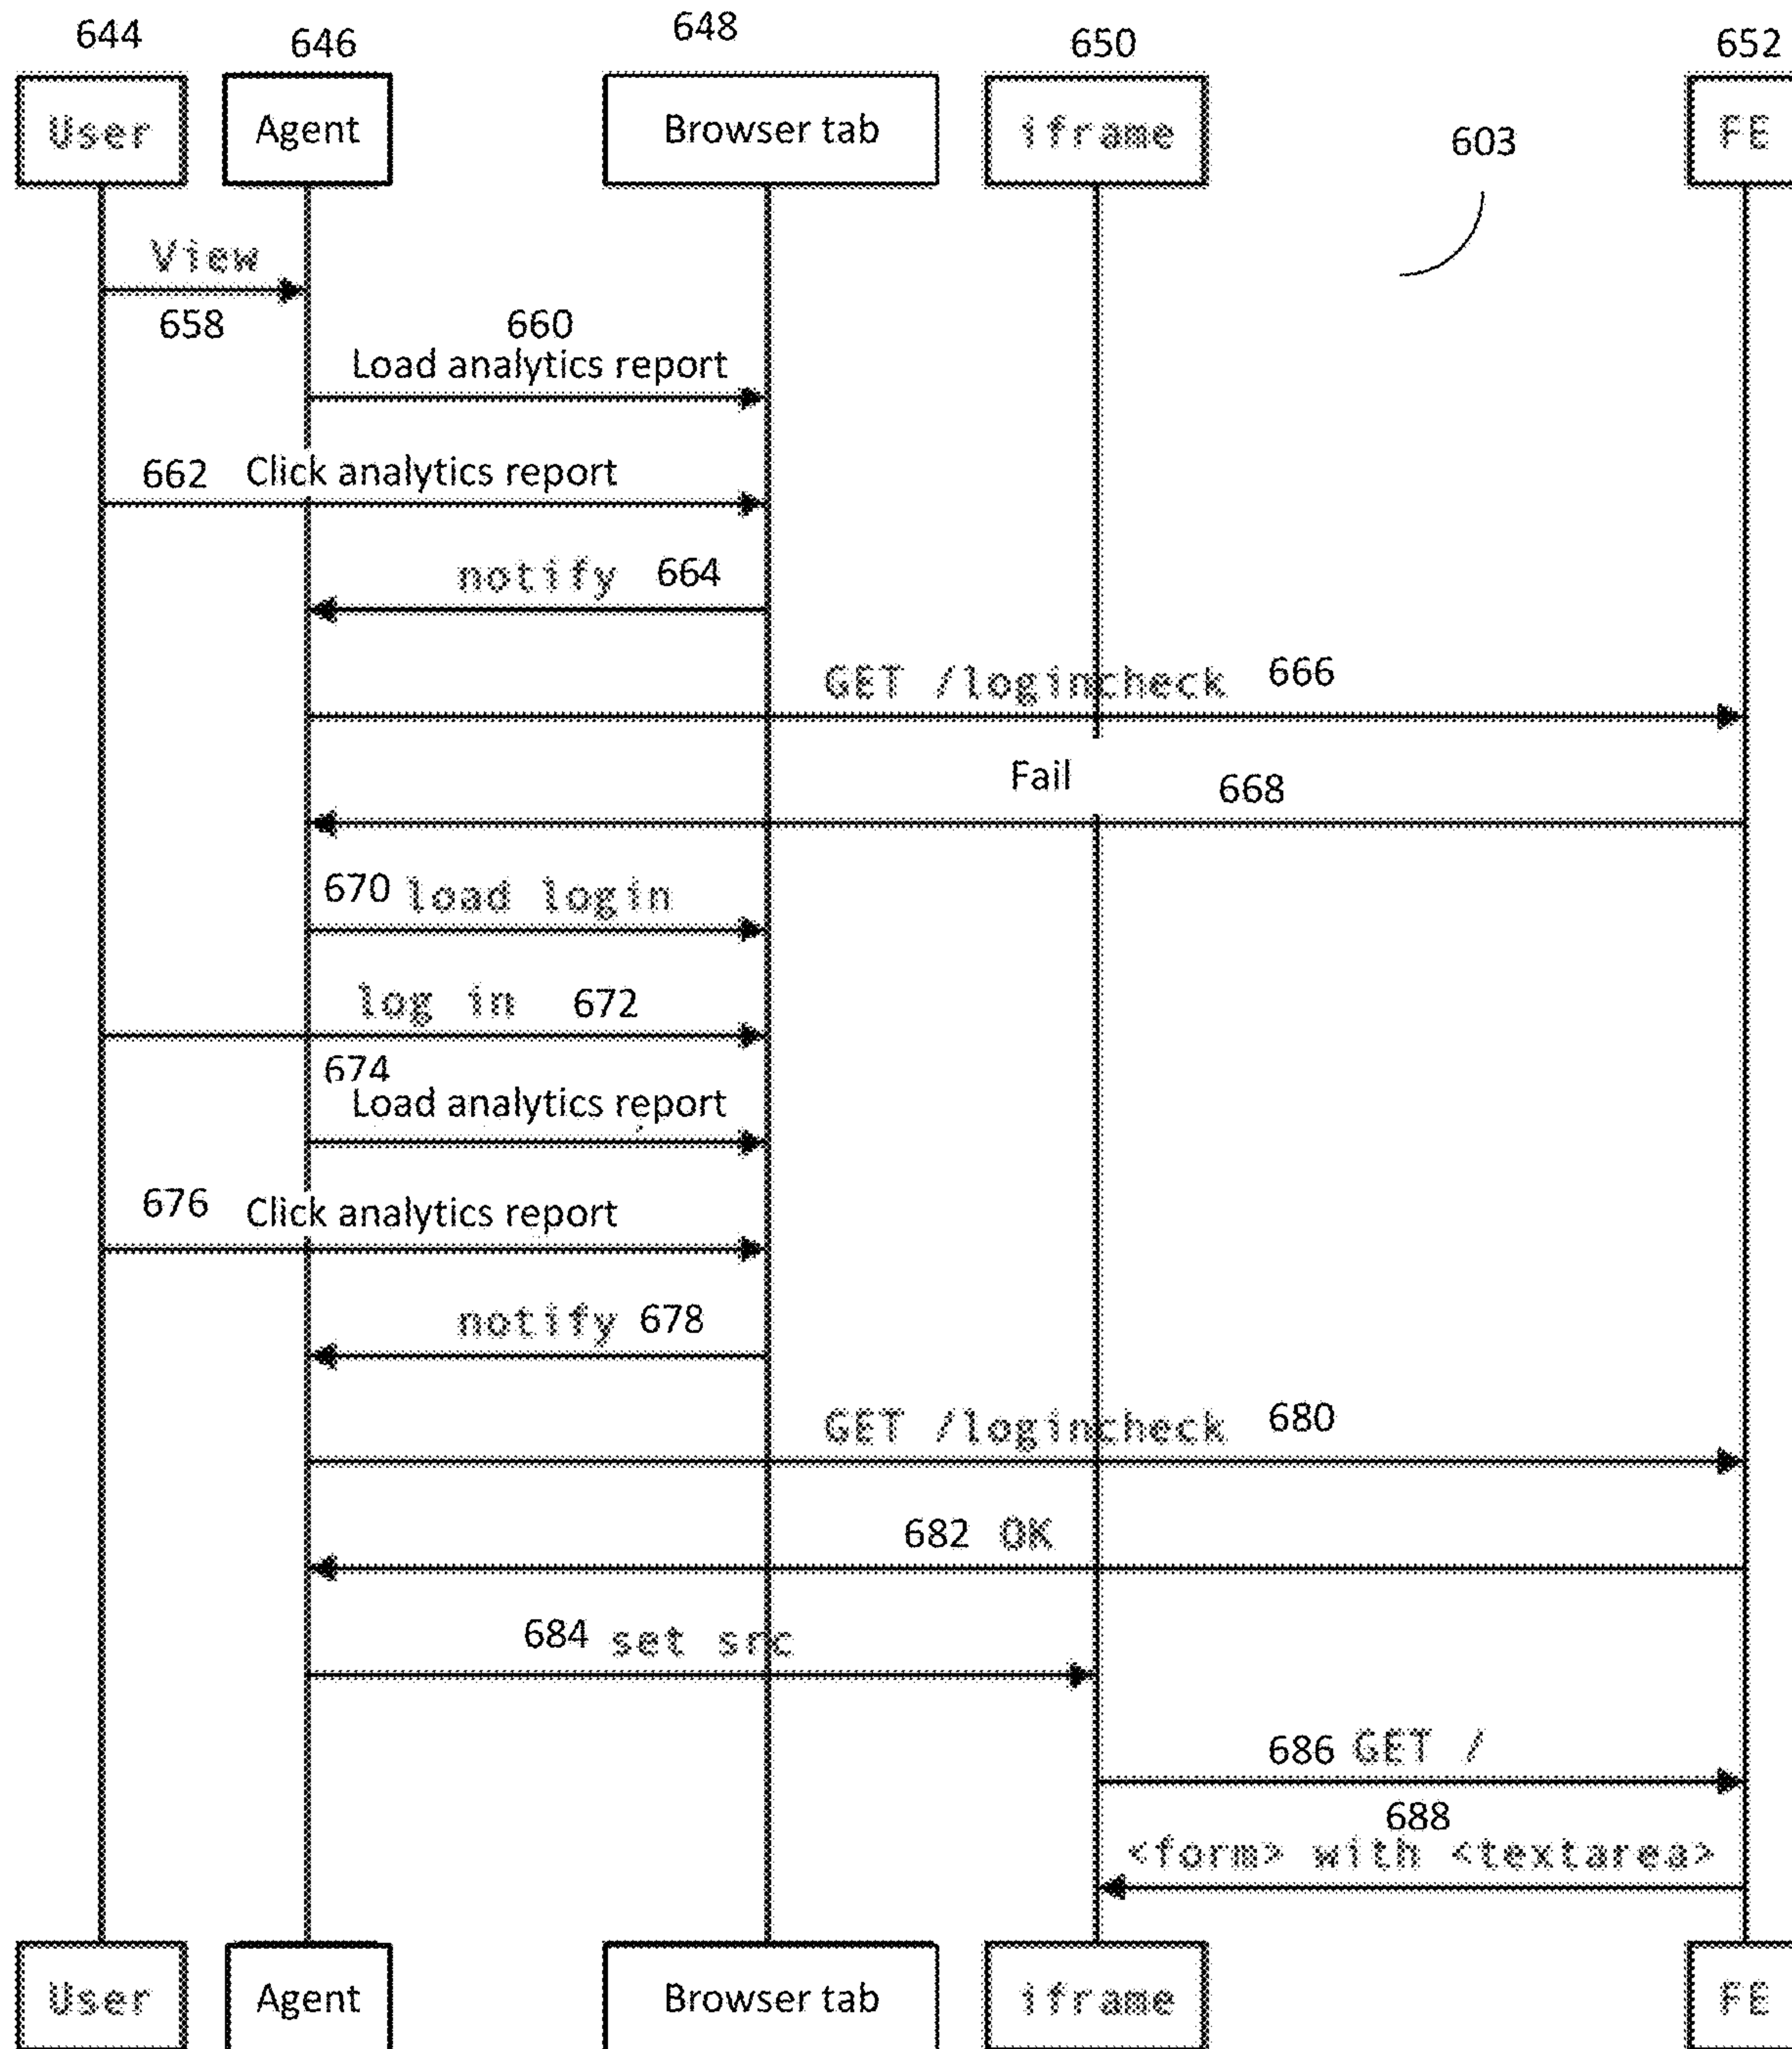 644
646
648
650
652
User
Agent
Browser tab
iframe
FE
603
View
658
660
Load analytics report
662 Click analytics report
notify 664
GET /logincheck 666
Fail
668
670 load login
log in 672
674
Load analytics report
676 Click analytics report
notify 678
GET /logincheck 680
682 OK
684 set src
686 GET /
688
<form> with <textarea>
User
Agent
Browser tab
iframe
FE